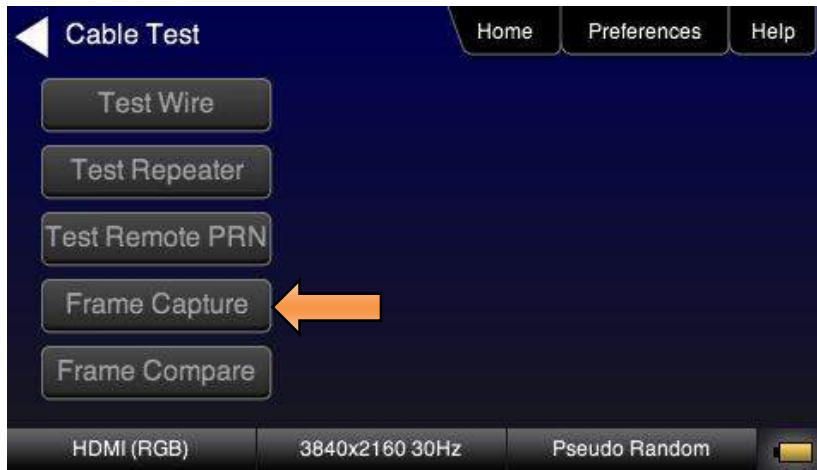 Cable Test
Home
Preferences
Help
Test Wire
Test Repeater
Test Remote PRN
Frame Capture
Frame Compare
HDMI (RGB)
3840x2160 30Hz
Pseudo Random